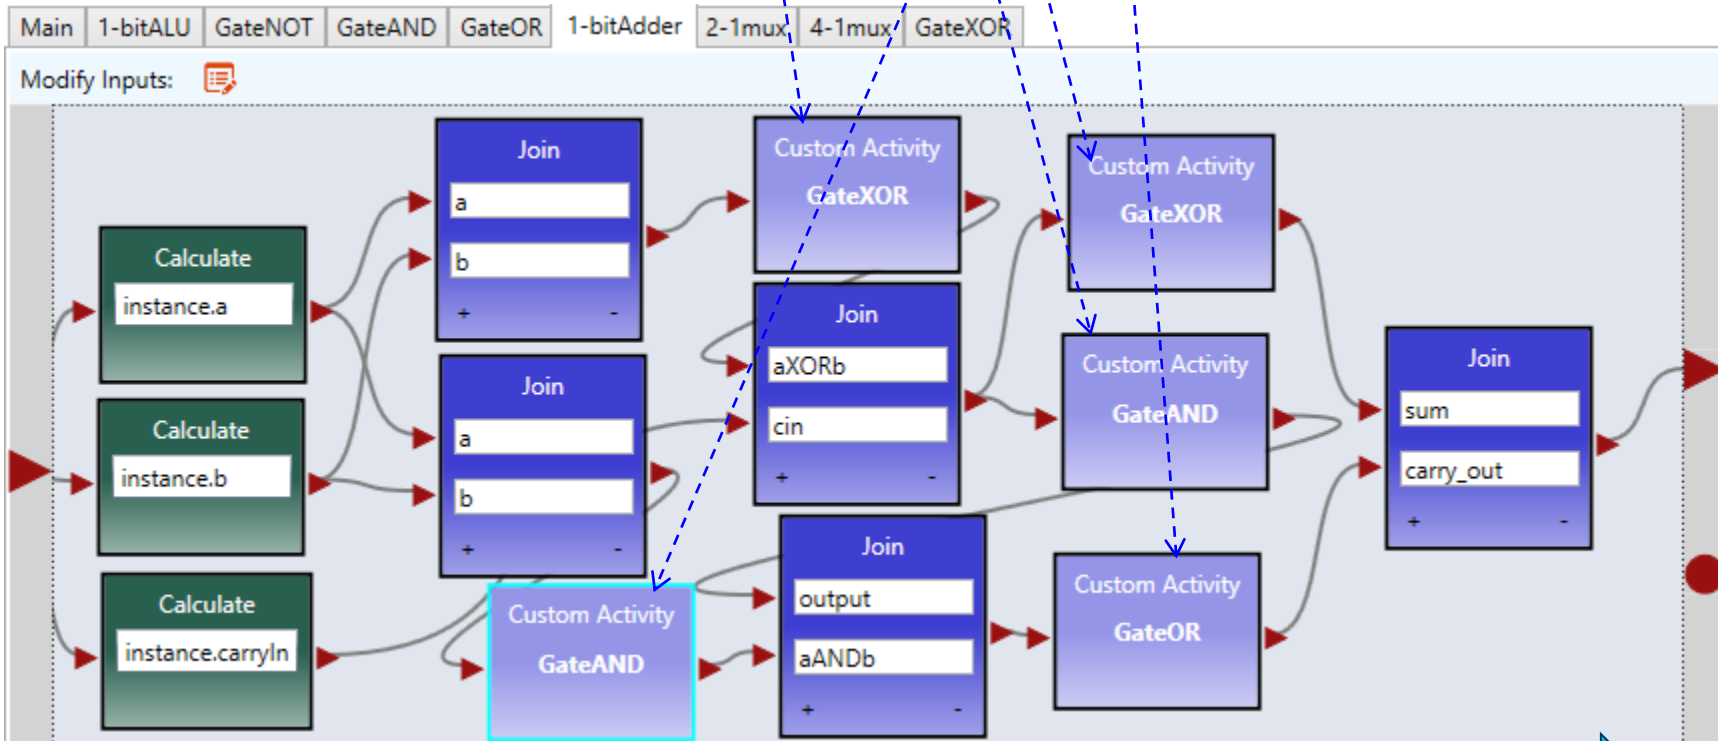 Main 1-bitALU GateNOT GateAND GateOR 1-bitAdder 2-1mux 4-1mux GateXOR
Modify Inputs:
Calculate
instance.a
Calculate
instance.b
Calculate
instance.carryIn
Join
a
b
+ -
Join
a
b
+ -
Custom Activity
GateAND
Custom Activity
GateXOR
Join
aXORb
cin
+ -
Join
output
aANDb
+ -
Custom Activity
GateXOR
Custom Activity
GateAND
Custom Activity
GateOR
Join
sum
carry_out
+ -